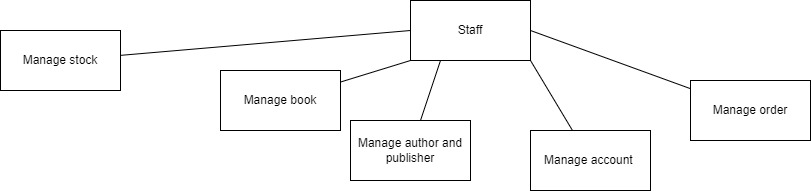 Staff
Manage stock
Manage book
Manage author and
publisher
Manage account
Manage order